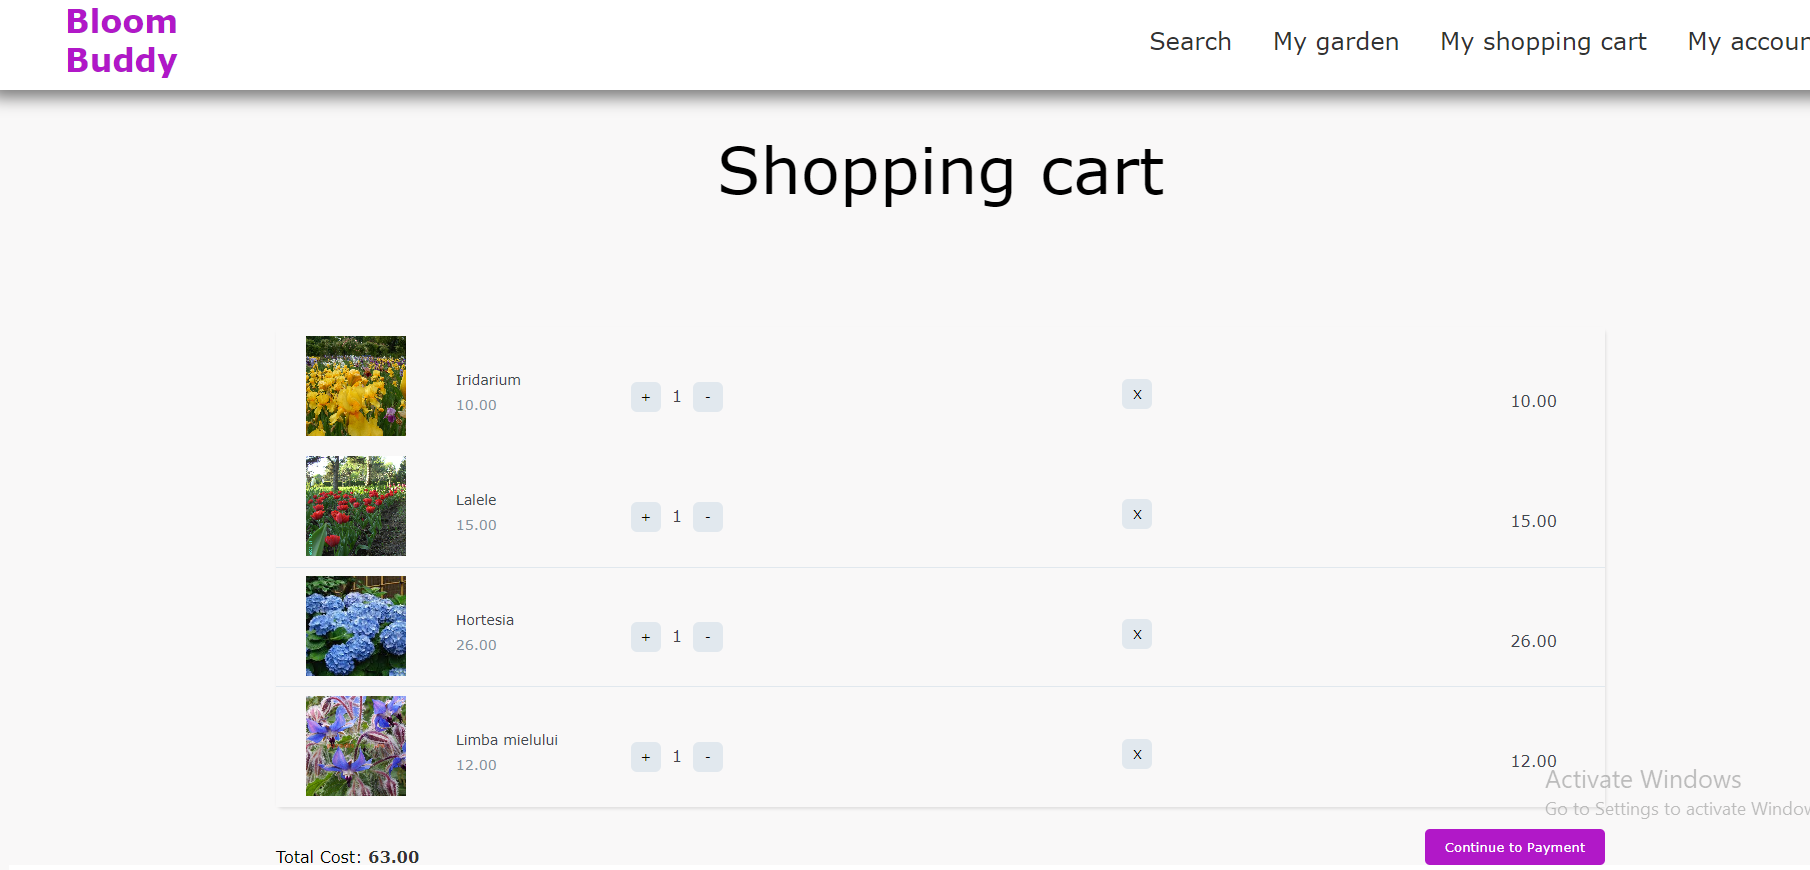 Bloom
Buddy
Search My garden My shopping cart My accoun
Shopping cart
Iridarium
10.00
+ 1 -
X
10.00
Lalele
15.00
+ 1 -
X
15.00
Hortesia
26.00
+ 1 -
X
26.00
Limba mielului
12.00
+ 1 -
X
12.00
Activate Windows
Go to Settings to activate Window
Continue to Payment
Total Cost: 63.00